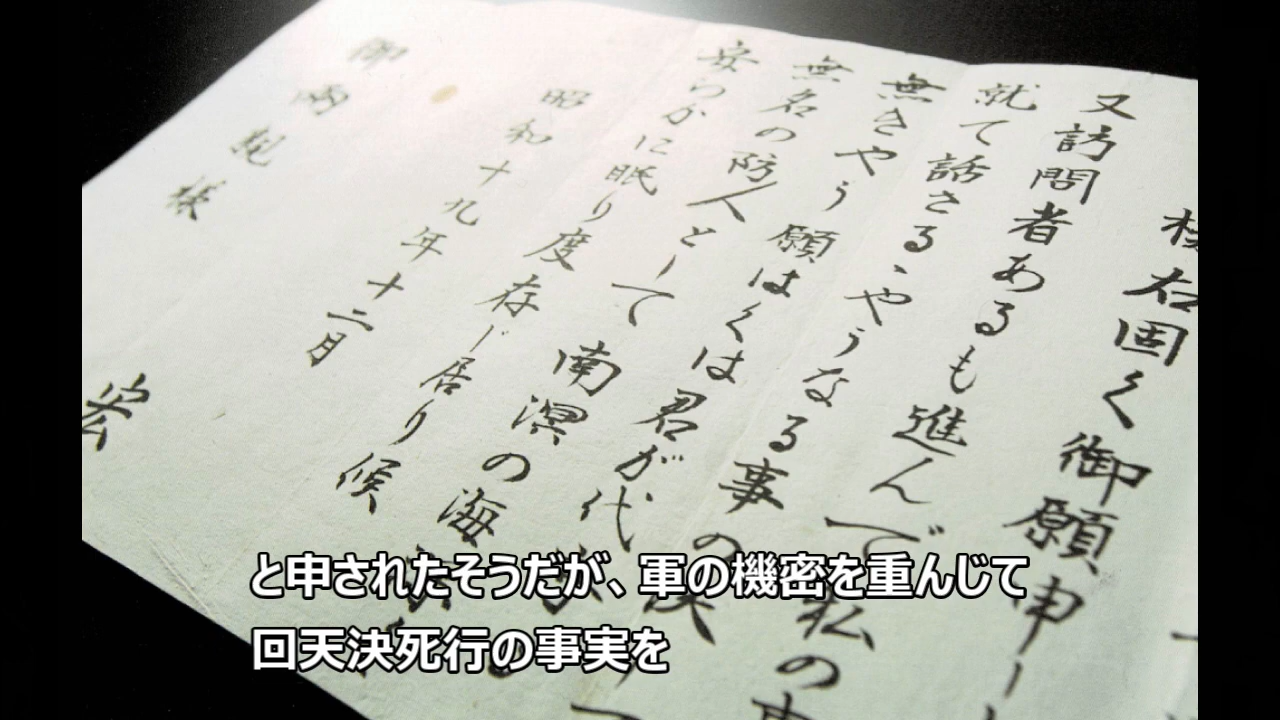 様右固く御願申し
又訪問者あるも進んで私の
就て話さるゝやうなる事の
無きやう願はくは君が代
無名の防人として南溟の海
安らかに眠り度存じ居り候
昭和十九年十二月
御両親様
宏
と申されたそうだが、軍の機密を重んじて
回天決死行の事実を